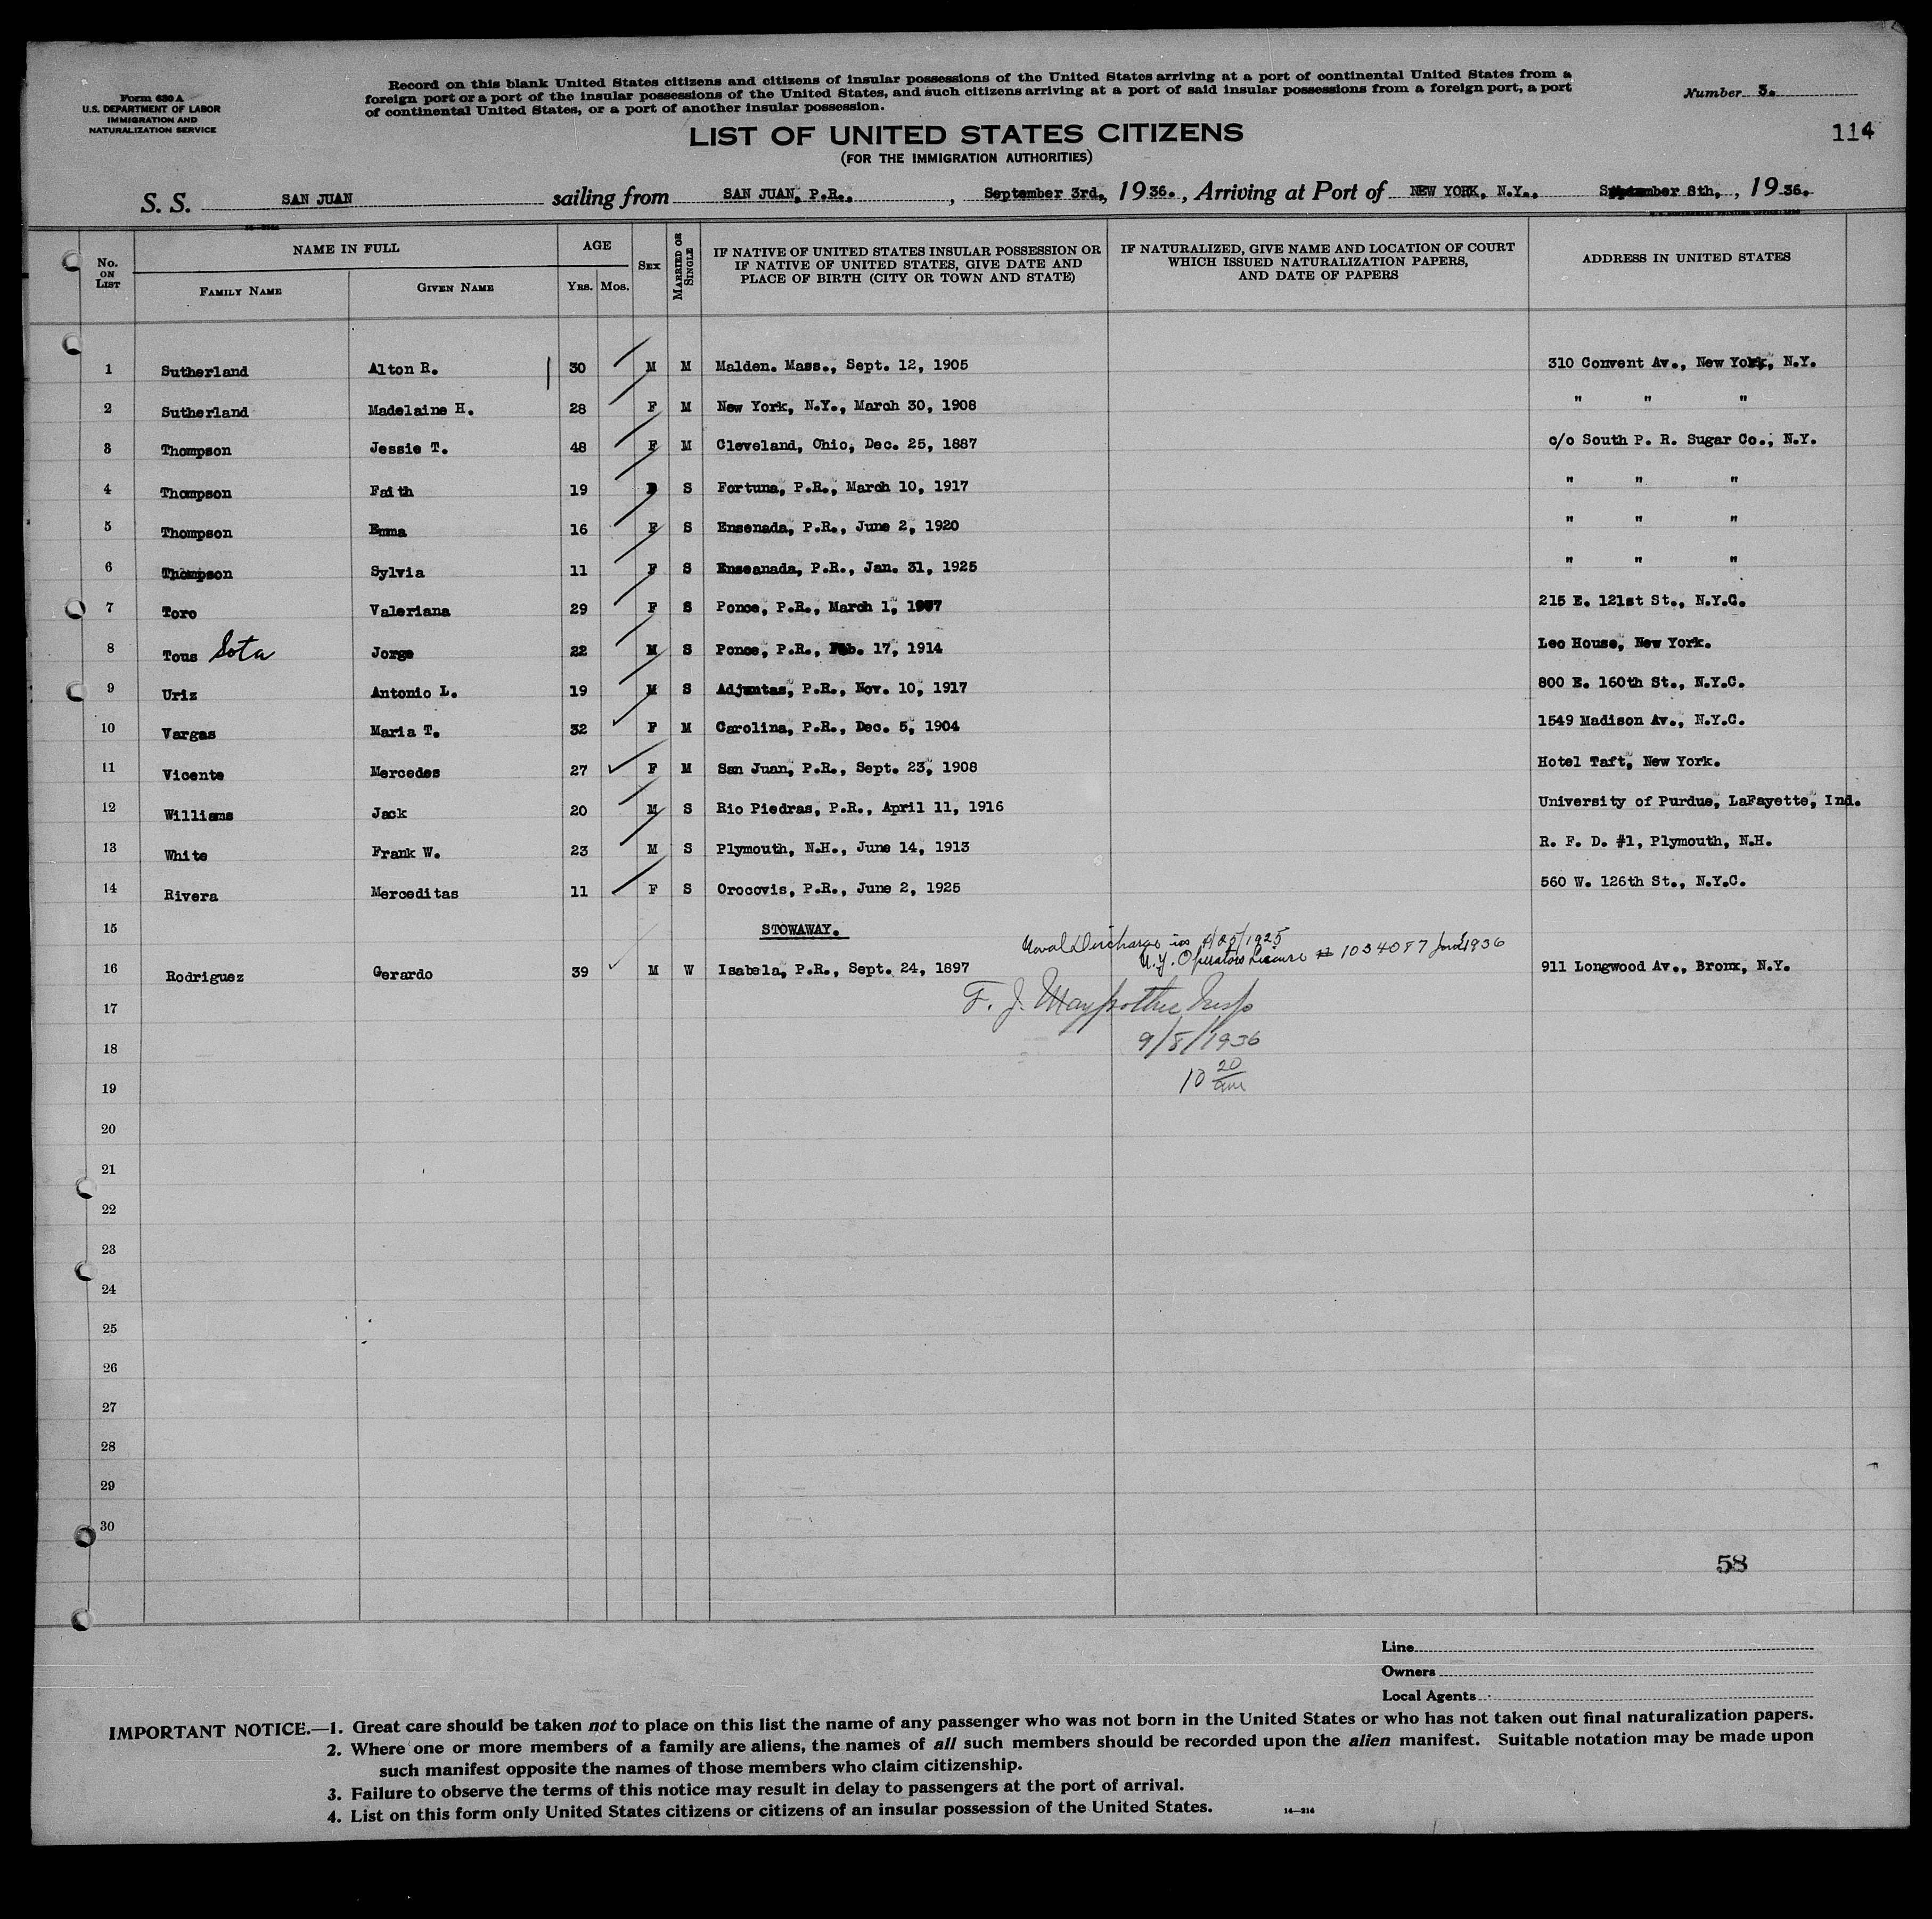 Form 630 A
U.S. DEPARTMENT OF LABOR
IMMIGRATION AND
NATURALIZATION SERVICE
Record on this blank United States citizens and citizens of insular possessions of the United States arriving at a port of continental United States from a
foreign port or a port of the insular possessions of the United States, and such citizens arriving at a port of said insular possessions from a foreign port, a port
of continental United States, or a port of another insular possession.
Number 3.
114
LIST OF UNITED STATES CITIZENS
(FOR THE IMMIGRATION AUTHORITIES)
S. S. SAN JUAN sailing from SAN JUAN, P.R., , September 3rd, 1936. , Arriving at Port of NEW YORK, N.Y., September 8th, , 1936.
No. ON LIST
NAME IN FULL
FAMILY NAME
GIVEN NAME
AGE
YRS. MOS.
SEX
MARRIED OR SINGLE
IF NATIVE OF UNITED STATES INSULAR POSSESSION OR
IF NATIVE OF UNITED STATES, GIVE DATE AND
PLACE OF BIRTH (CITY OR TOWN AND STATE)
IF NATURALIZED, GIVE NAME AND LOCATION OF COURT
WHICH ISSUED NATURALIZATION PAPERS,
AND DATE OF PAPERS
ADDRESS IN UNITED STATES
1 Sutherland Alton R. 30 M M Malden. Mass., Sept. 12, 1905 310 Convent Av., New York, N.Y.
2 Sutherland Madelaine H. 28 F M New York, N.Y., March 30, 1908 " " "
3 Thompson Jessie T. 48 F M Cleveland, Ohio, Dec. 25, 1887 c/o South P. R. Sugar Co., N.Y.
4 Thompson Faith 19 S Fortuna, P.R., March 10, 1917 " " "
5 Thompson Emma 16 F S Ensenada, P.R., June 2, 1920 " " "
6 Thompson Sylvia 11 F S Enseanada, P.R., Jan. 31, 1925 " " "
7 Toro Valeriana 29 F S Ponce, P.R., March 1, 215 E. 121st St., N.Y.C.
8 Tous Sota Jorge 22 M S Ponce, P.R., Feb. 17, 1914 Leo House, New York.
9 Uriz Antonio L. 19 M S Adjuntas, P.R., Nov. 10, 1917 800 E. 160th St., N.Y.C.
10 Vargas Maria T. 32 F M Carolina, P.R., Dec. 5, 1904 1549 Madison Av., N.Y.C.
11 Vicente Mercedes 27 F M San Juan, P.R., Sept. 23, 1908 Hotel Taft, New York.
12 Williams Jack 20 M S Rio Piedras, P.R., April 11, 1916 University of Purdue, LaFayette, Ind.
13 White Frank W. 23 M S Plymouth, N.H., June 14, 1913 R. F. D. #1, Plymouth, N.H.
14 Rivera Merceditas 11 F S Orocovis, P.R., June 2, 1925 560 W. 126th St., N.Y.C.
15 STOWAWAY.
Naval Discharge 1925
N.Y. Operators License # 1034087 1936
16 Rodriguez Gerardo 39 M W Isabela, P.R., Sept. 24, 1897 911 Longwood Av., Bronx, N.Y.
17 F. J. Insp
18 9/8/1936
19 10 20 am
20
21
22
23
24
25
26
27
28
29
30
58
Line
Owners
Local Agents
IMPORTANT NOTICE.—1. Great care should be taken not to place on this list the name of any passenger who was not born in the United States or who has not taken out final naturalization papers.
2. Where one or more members of a family are aliens, the names of all such members should be recorded upon the alien manifest. Suitable notation may be made upon
such manifest opposite the names of those members who claim citizenship.
3. Failure to observe the terms of this notice may result in delay to passengers at the port of arrival.
4. List on this form only United States citizens or citizens of an insular possession of the United States.
14—214